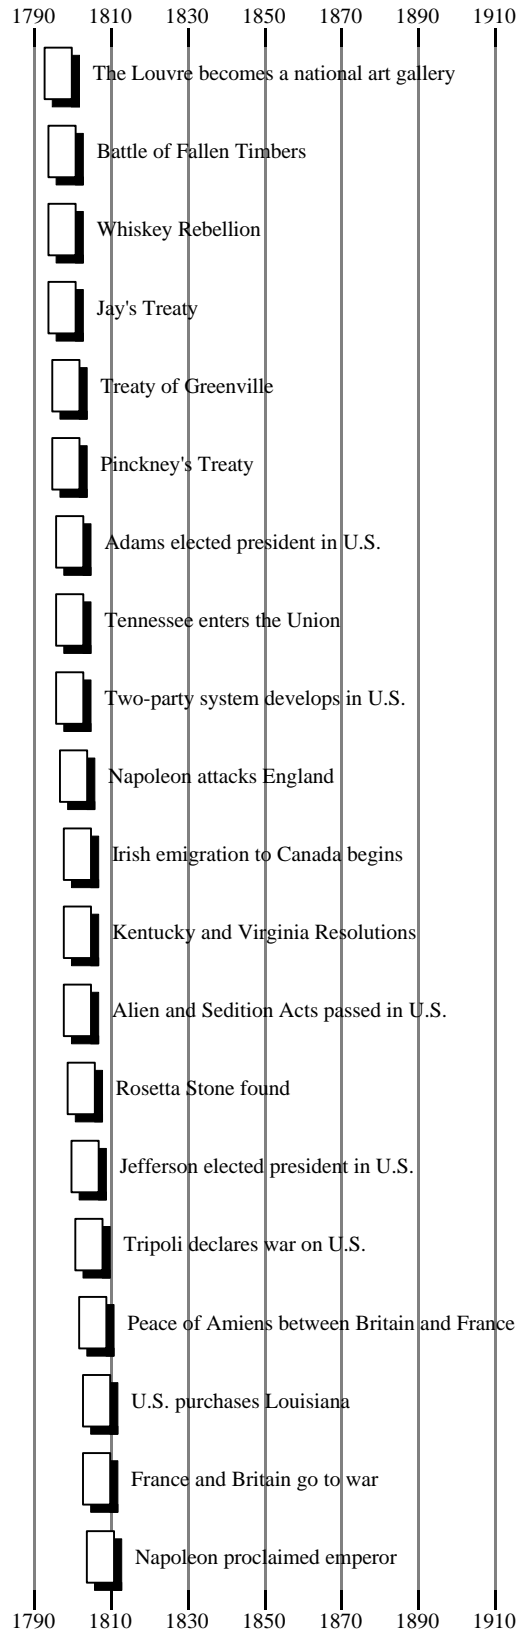 1790 1810 1830 1850 1870 1890 1910
The Louvre becomes a national art gallery
Battle of Fallen Timbers
Whiskey Rebellion
Jay's Treaty
Treaty of Greenville
Pinckney's Treaty
Adams elected president in U.S.
Tennessee enters the Union
Two-party system develops in U.S.
Napoleon attacks England
Irish emigration to Canada begins
Kentucky and Virginia Resolutions
Alien and Sedition Acts passed in U.S.
Rosetta Stone found
Jefferson elected president in U.S.
Tripoli declares war on U.S.
Peace of Amiens between Britain and France
U.S. purchases Louisiana
France and Britain go to war
Napoleon proclaimed emperor
1790 1810 1830 1850 1870 1890 1910